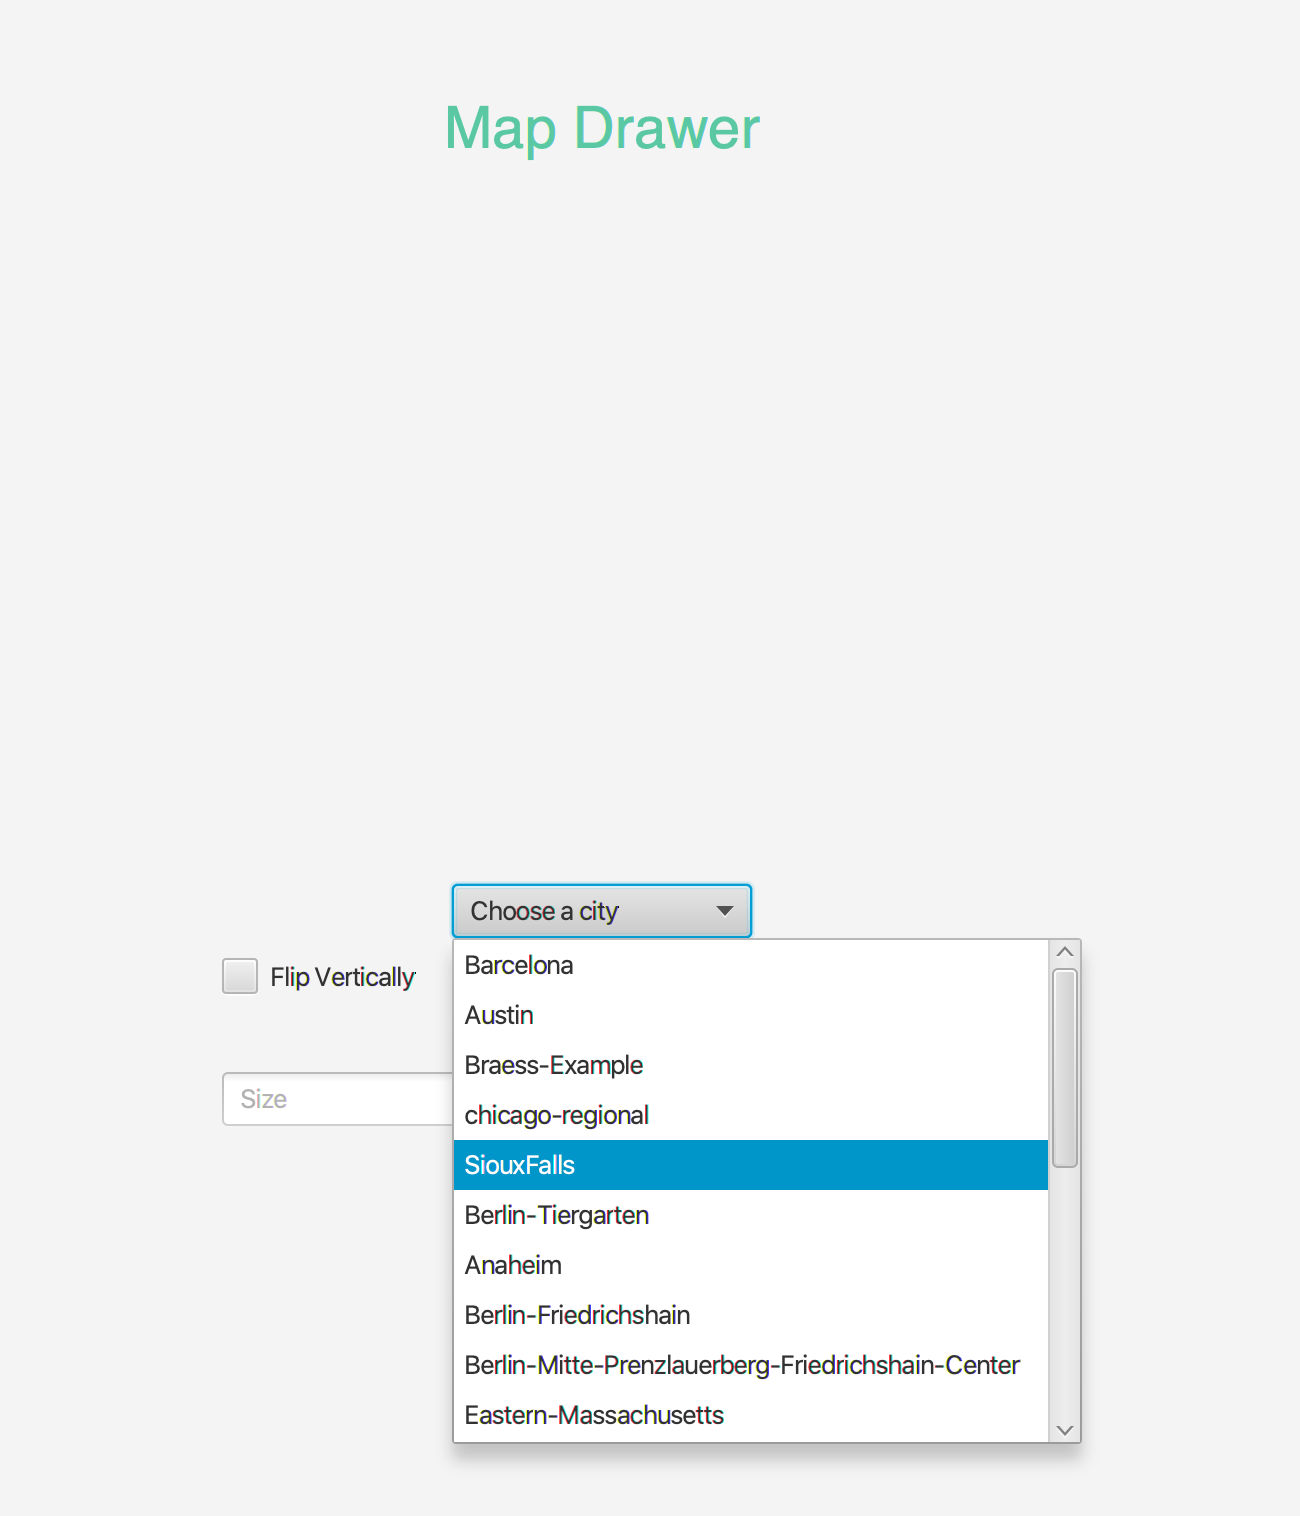 Map Drawer
Choose a city
Barcelona
Flip Vertically
Austin
Braess-Example
Size
chicago-regional
SiouxFalls
Berlin-Tiergarten
Anaheim
Berlin-Friedrichshain
Berlin-Mitte-Prenzlauerberg-Friedrichshain-Center
Eastern-Massachusetts